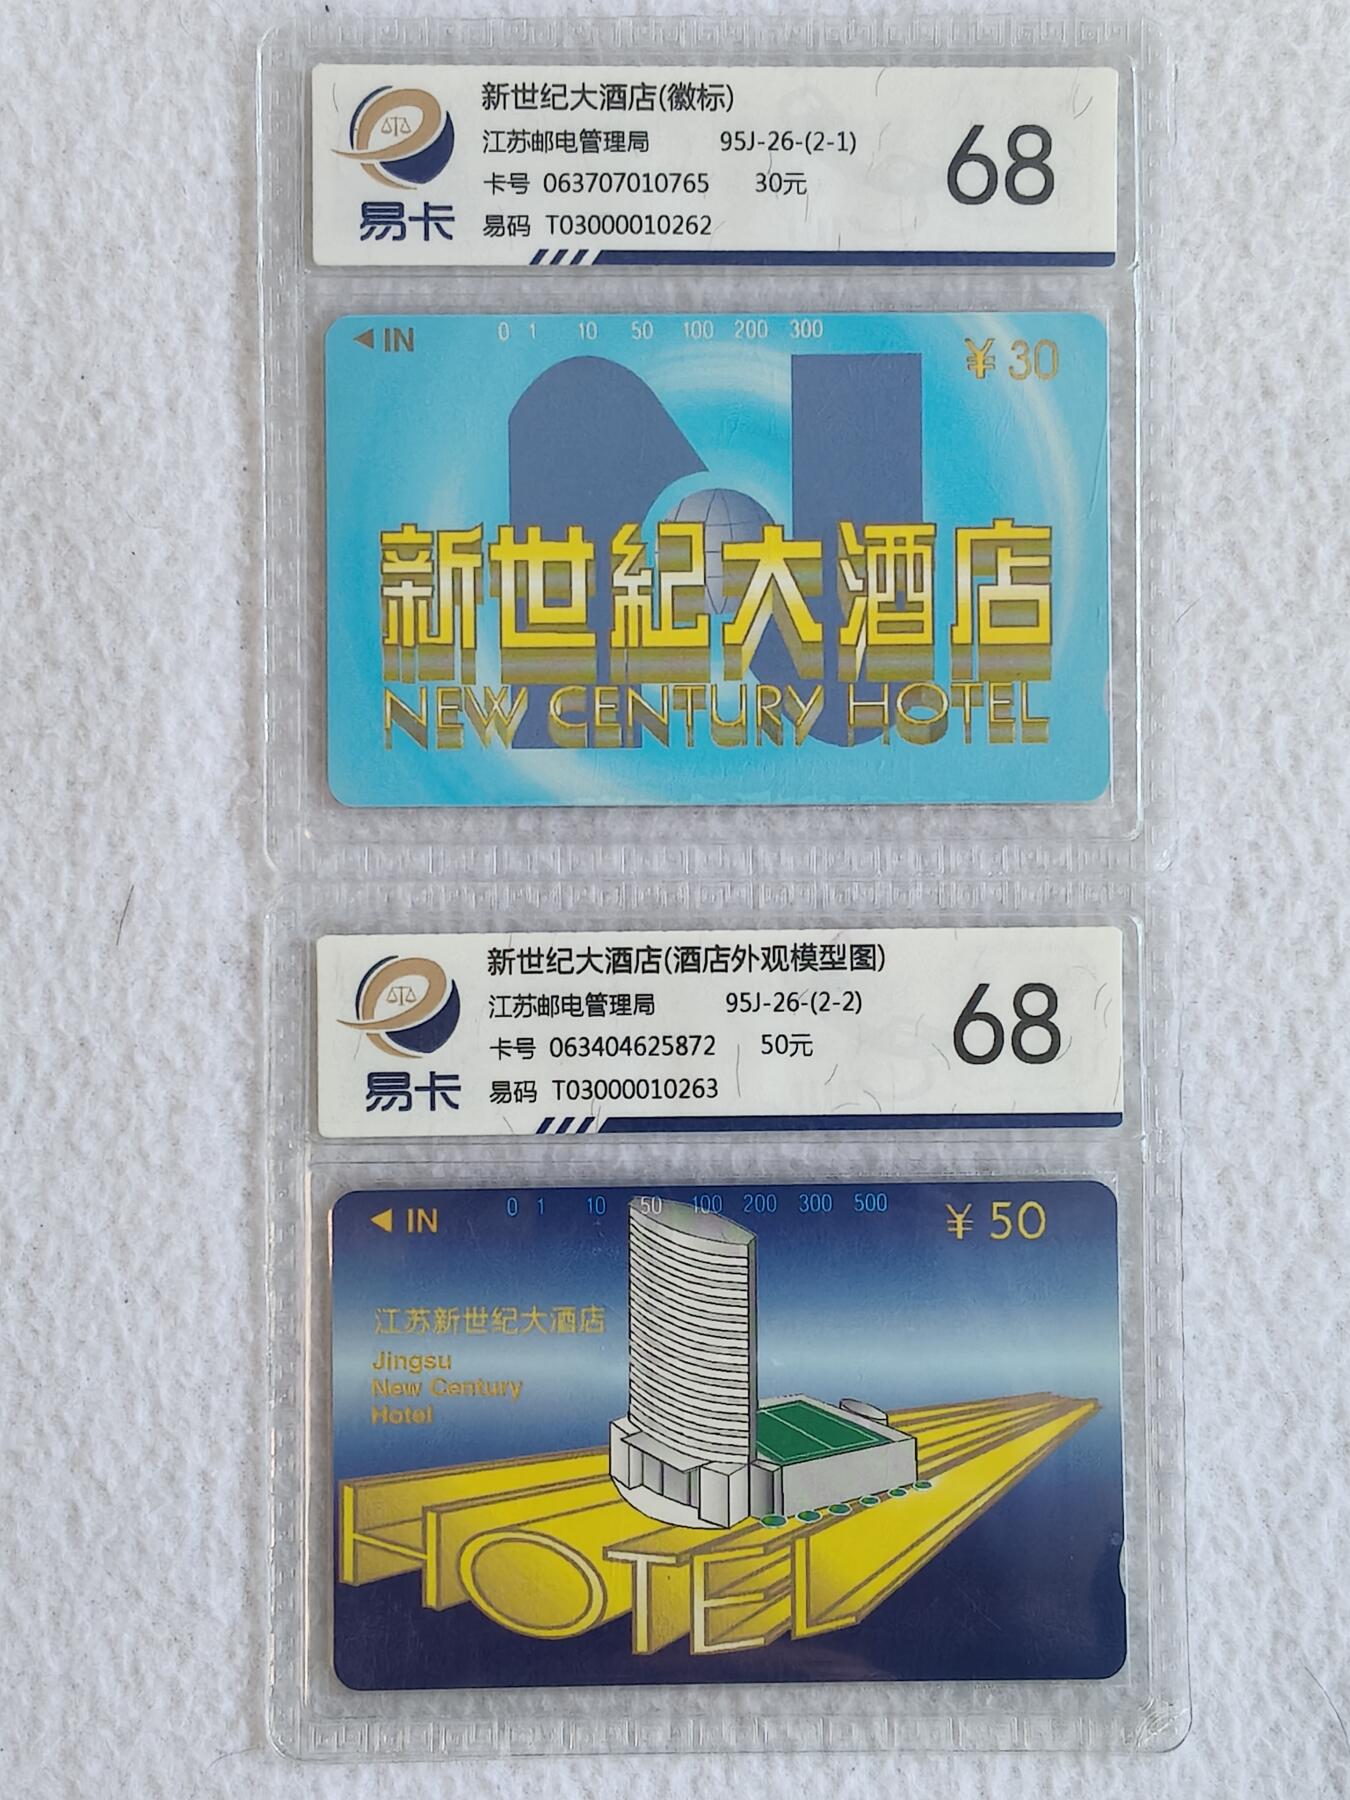 新世纪大酒店(徽标)
江苏邮电管理局 95J-26-(2-1)
卡号 063707010765 30元
易码 T03000010262
68
易卡
IN
0 1 10 50 100 200 300
¥ 30
新世紀大酒店
NEW CENTURY HOTEL
新世纪大酒店(酒店外观模型图)
江苏邮电管理局 95J-26-(2-2)
卡号 063404625872 50元
易码 T03000010263
68
易卡
IN
0 1 10 50 100 200 300 500
¥ 50
江苏新世纪大酒店
Jingsu
New Century
Hotel
HOTEL